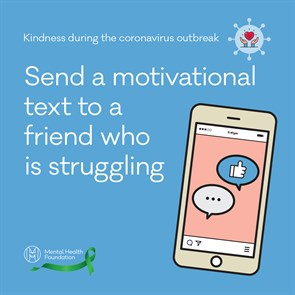 Kindness during the coronavirus outbreak
Send a motivational
text to a
friend who
is struggling
Mental Health
Foundation